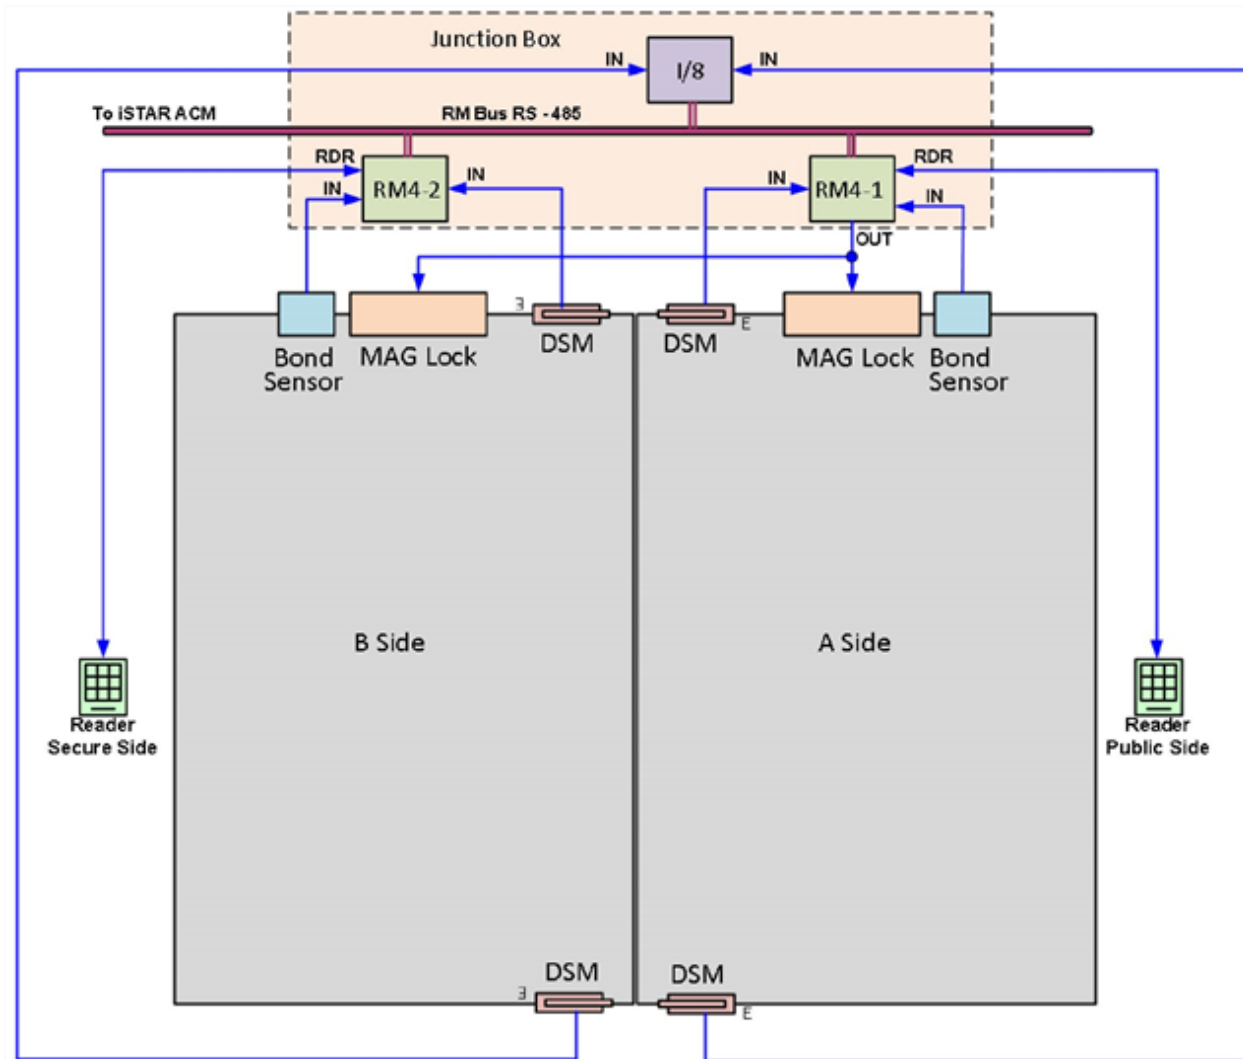 Junction Box
IN
I/8
IN
To iSTAR ACM
RM Bus RS - 485
RDR
RM4-2
IN
IN
IN
RM4-1
RDR
IN
OUT
E
DSM
DSM
E
Bond
Sensor
MAG Lock
MAG Lock
Bond
Sensor
B Side
A Side
Reader
Secure Side
Reader
Public Side
DSM
E
DSM
E